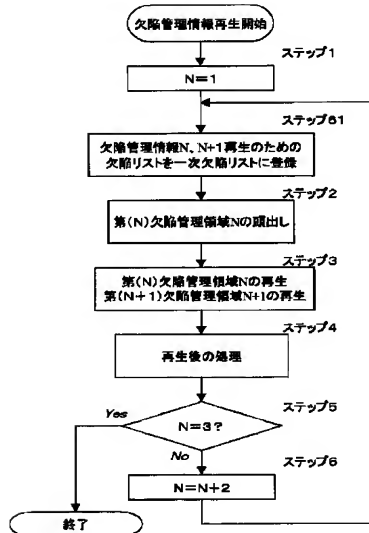 欠陥管理情報再生開始
ステップ1
N=1
ステップ61
欠陥管理情報N、N+1再生のための
欠陥リストを一次欠陥リストに登録
ステップ2
第(N)欠陥管理領域Nの頭出し
ステップ3
第(N)欠陥管理領域Nの再生
第(N+1)欠陥管理領域N+1の再生
ステップ4
再生後の処理
ステップ5
Yes
N=3?
No
ステップ6
N=N+2
終了